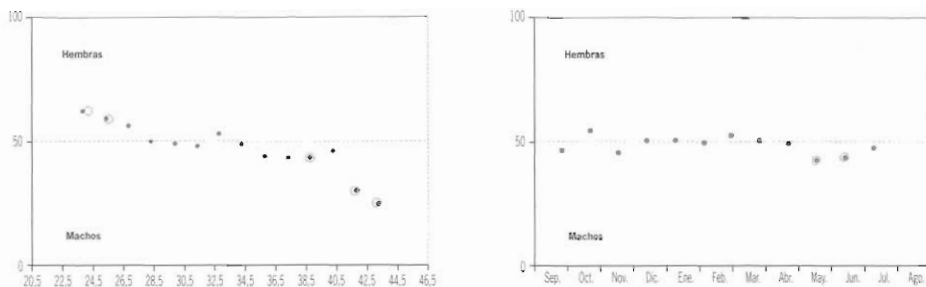 100
Hembras
50
Machos
0
20,5 22,5 24,5 26,5 28,5 30,5 32,5 34,5 36,5 38,5 40,5 42,5 44,5 46,5
100
Hembras
50
Machos
0
Sep. Oct. Nov. Dic. Ene. Feb. Mar. Abr. May. Jun. Jul. Ago.